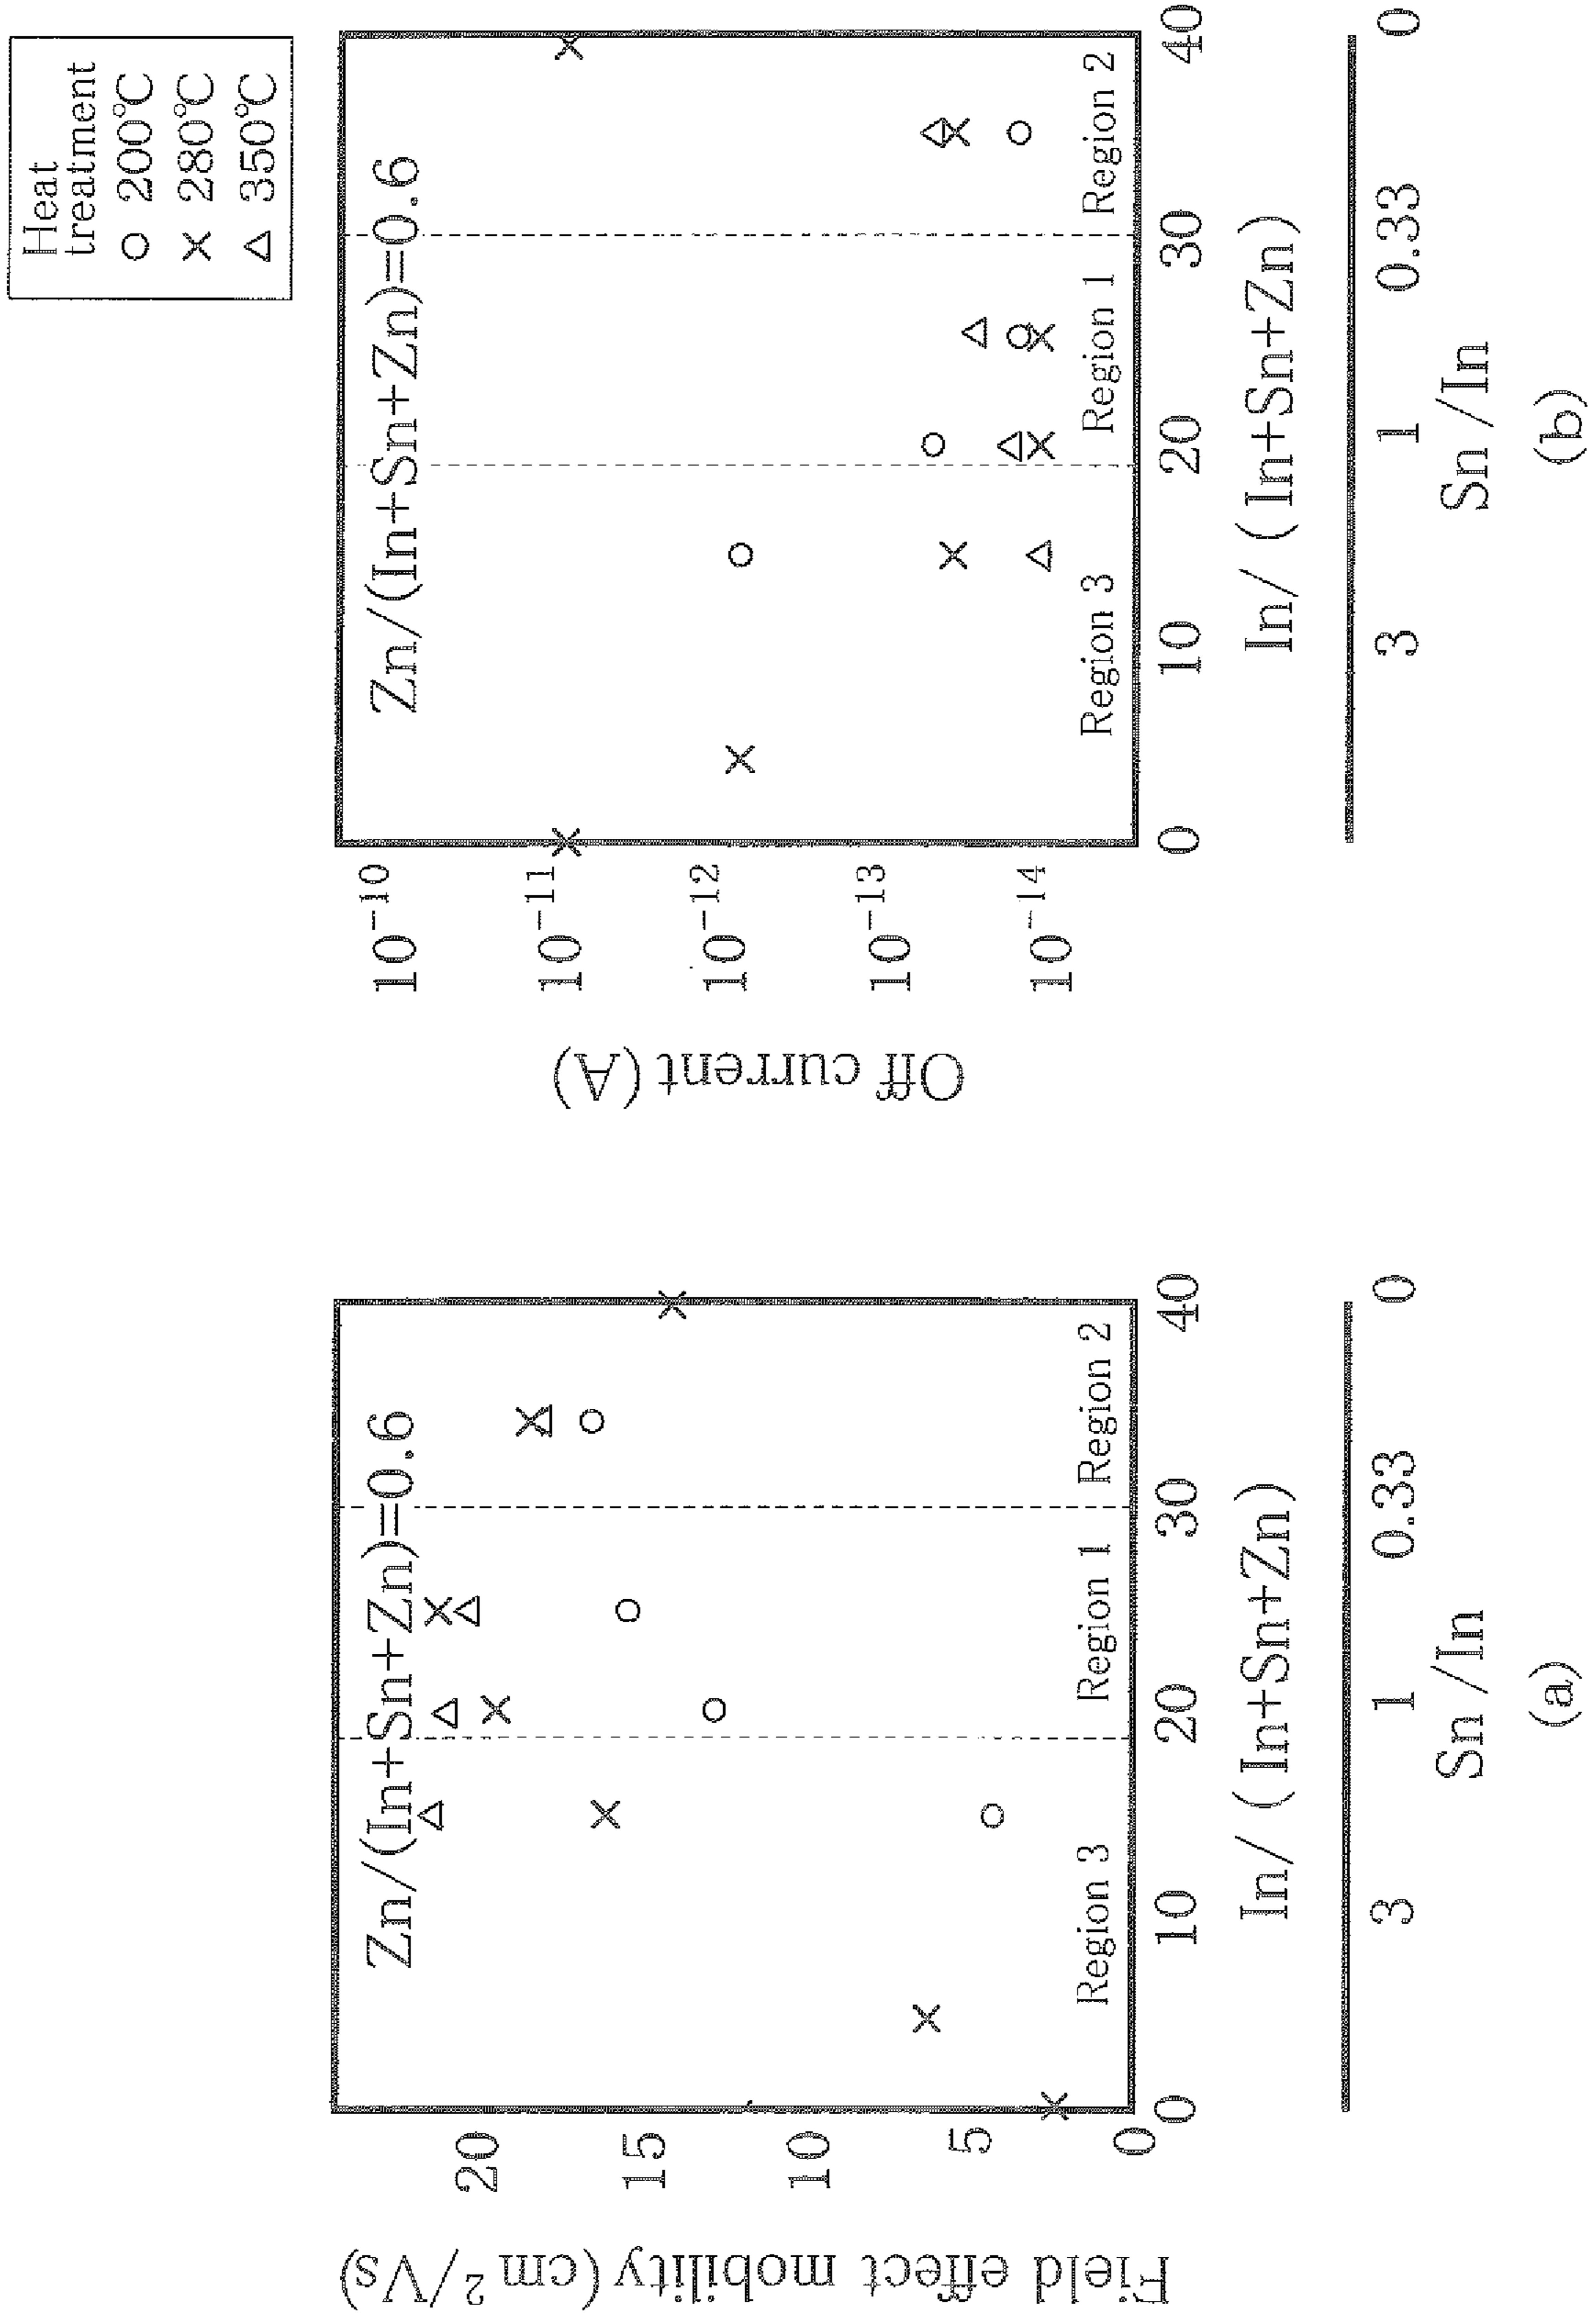 Heat
treatment
○ 200℃
× 280℃
△ 350℃
Field effect mobility (cm²/Vs)
20
15
10
5
0
Zn/(In+Sn+Zn)=0.6
Region 3
Region 1
Region 2
0 10 20 30 40
In/ ( In+Sn+Zn)
3 1 0.33 0
Sn /In
(a)
Off current (A)
10⁻¹⁰
10⁻¹¹
10⁻¹²
10⁻¹³
10⁻¹⁴
Zn/(In+Sn+Zn)=0.6
Region 3
Region 1
Region 2
0 10 20 30 40
In/ ( In+Sn+Zn)
3 1 0.33 0
Sn /In
(b)